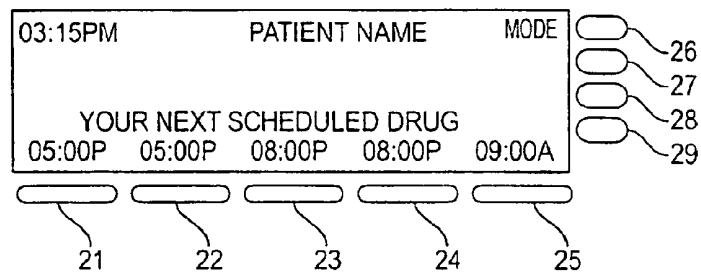 03:15PM PATIENT NAME MODE
26
27
28
YOUR NEXT SCHEDULED DRUG
29
05:00P 05:00P 08:00P 08:00P 09:00A
21 22 23 24 25